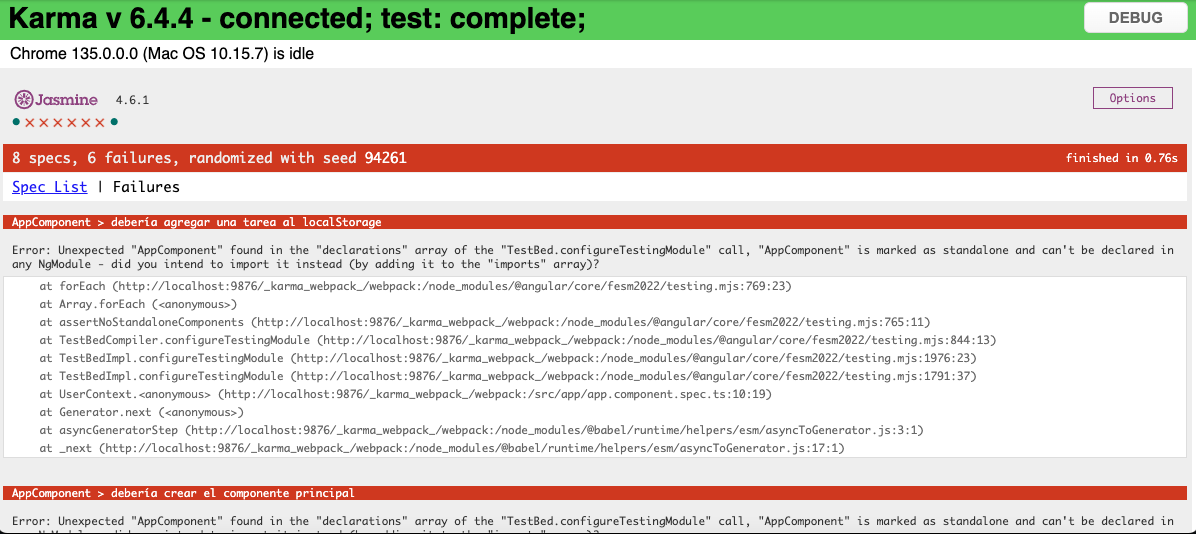 Karma v 6.4.4 - connected; test: complete;
DEBUG
Chrome 135.0.0.0 (Mac OS 10.15.7) is idle
Jasmine 4.6.1
Options
8 specs, 6 failures, randomized with seed 94261
finished in 0.76s
Spec List | Failures
AppComponent > debería agregar una tarea al localStorage
Error: Unexpected "AppComponent" found in the "declarations" array of the "TestBed.configureTestingModule" call, "AppComponent" is marked as standalone and can't be declared in
any NgModule - did you intend to import it instead (by adding it to the "imports" array)?
at forEach (http://localhost:9876/_karma_webpack_/webpack:/node_modules/@angular/core/fesm2022/testing.mjs:769:23)
at Array.forEach (<anonymous>)
at assertNoStandaloneComponents (http://localhost:9876/_karma_webpack_/webpack:/node_modules/@angular/core/fesm2022/testing.mjs:765:11)
at TestBedCompiler.configureTestingModule (http://localhost:9876/_karma_webpack_/webpack:/node_modules/@angular/core/fesm2022/testing.mjs:844:13)
at TestBedImpl.configureTestingModule (http://localhost:9876/_karma_webpack_/webpack:/node_modules/@angular/core/fesm2022/testing.mjs:1976:23)
at TestBedImpl.configureTestingModule (http://localhost:9876/_karma_webpack_/webpack:/node_modules/@angular/core/fesm2022/testing.mjs:1791:37)
at UserContext.<anonymous> (http://localhost:9876/_karma_webpack_/webpack:/src/app/app.component.spec.ts:10:19)
at Generator.next (<anonymous>)
at asyncGeneratorStep (http://localhost:9876/_karma_webpack_/webpack:/node_modules/@babel/runtime/helpers/esm/asyncToGenerator.js:3:1)
at _next (http://localhost:9876/_karma_webpack_/webpack:/node_modules/@babel/runtime/helpers/esm/asyncToGenerator.js:17:1)
AppComponent > debería crear el componente principal
Error: Unexpected "AppComponent" found in the "declarations" array of the "TestBed.configureTestingModule" call, "AppComponent" is marked as standalone and can't be declared in